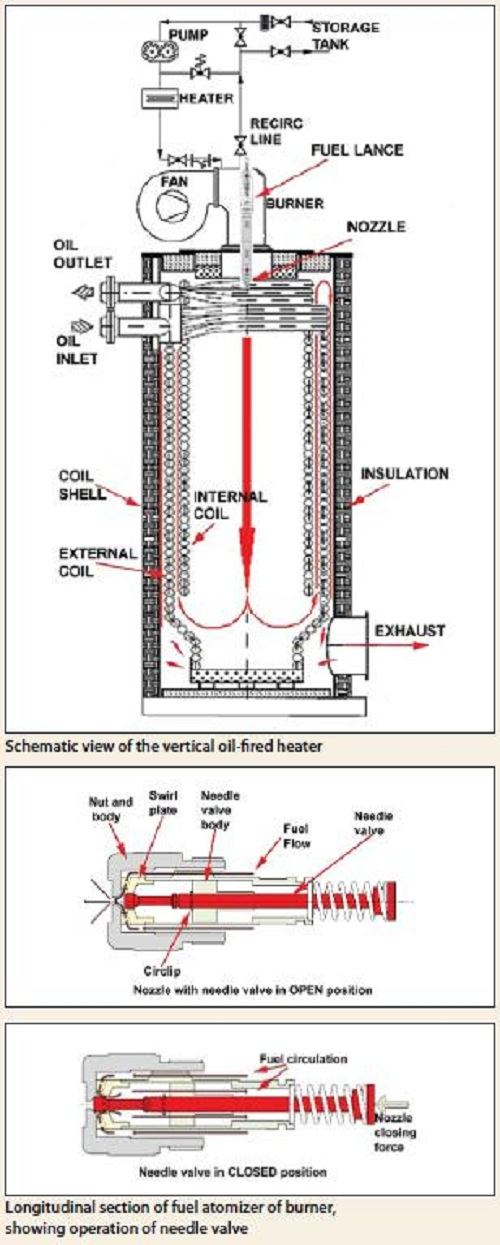 STORAGE
TANK
PUMP
HEATER
RECIRC
LINE
FUEL LANCE
FAN
BURNER
NOZZLE
OIL
OUTLET
OIL
INLET
COIL
SHELL
INTERNAL
COIL
INSULATION
EXTERNAL
COIL
EXHAUST
Schematic view of the vertical oil-fired heater
Nut and
body
Swirl
plate
Needle
valve
body
Fuel
Flow
Needle
valve
Circlip
Nozzle with needle valve in OPEN position
Fuel circulation
Nozzle
closing
force
Needle valve in CLOSED position
Longitudinal section of fuel atomizer of burner,
showing operation of needle valve